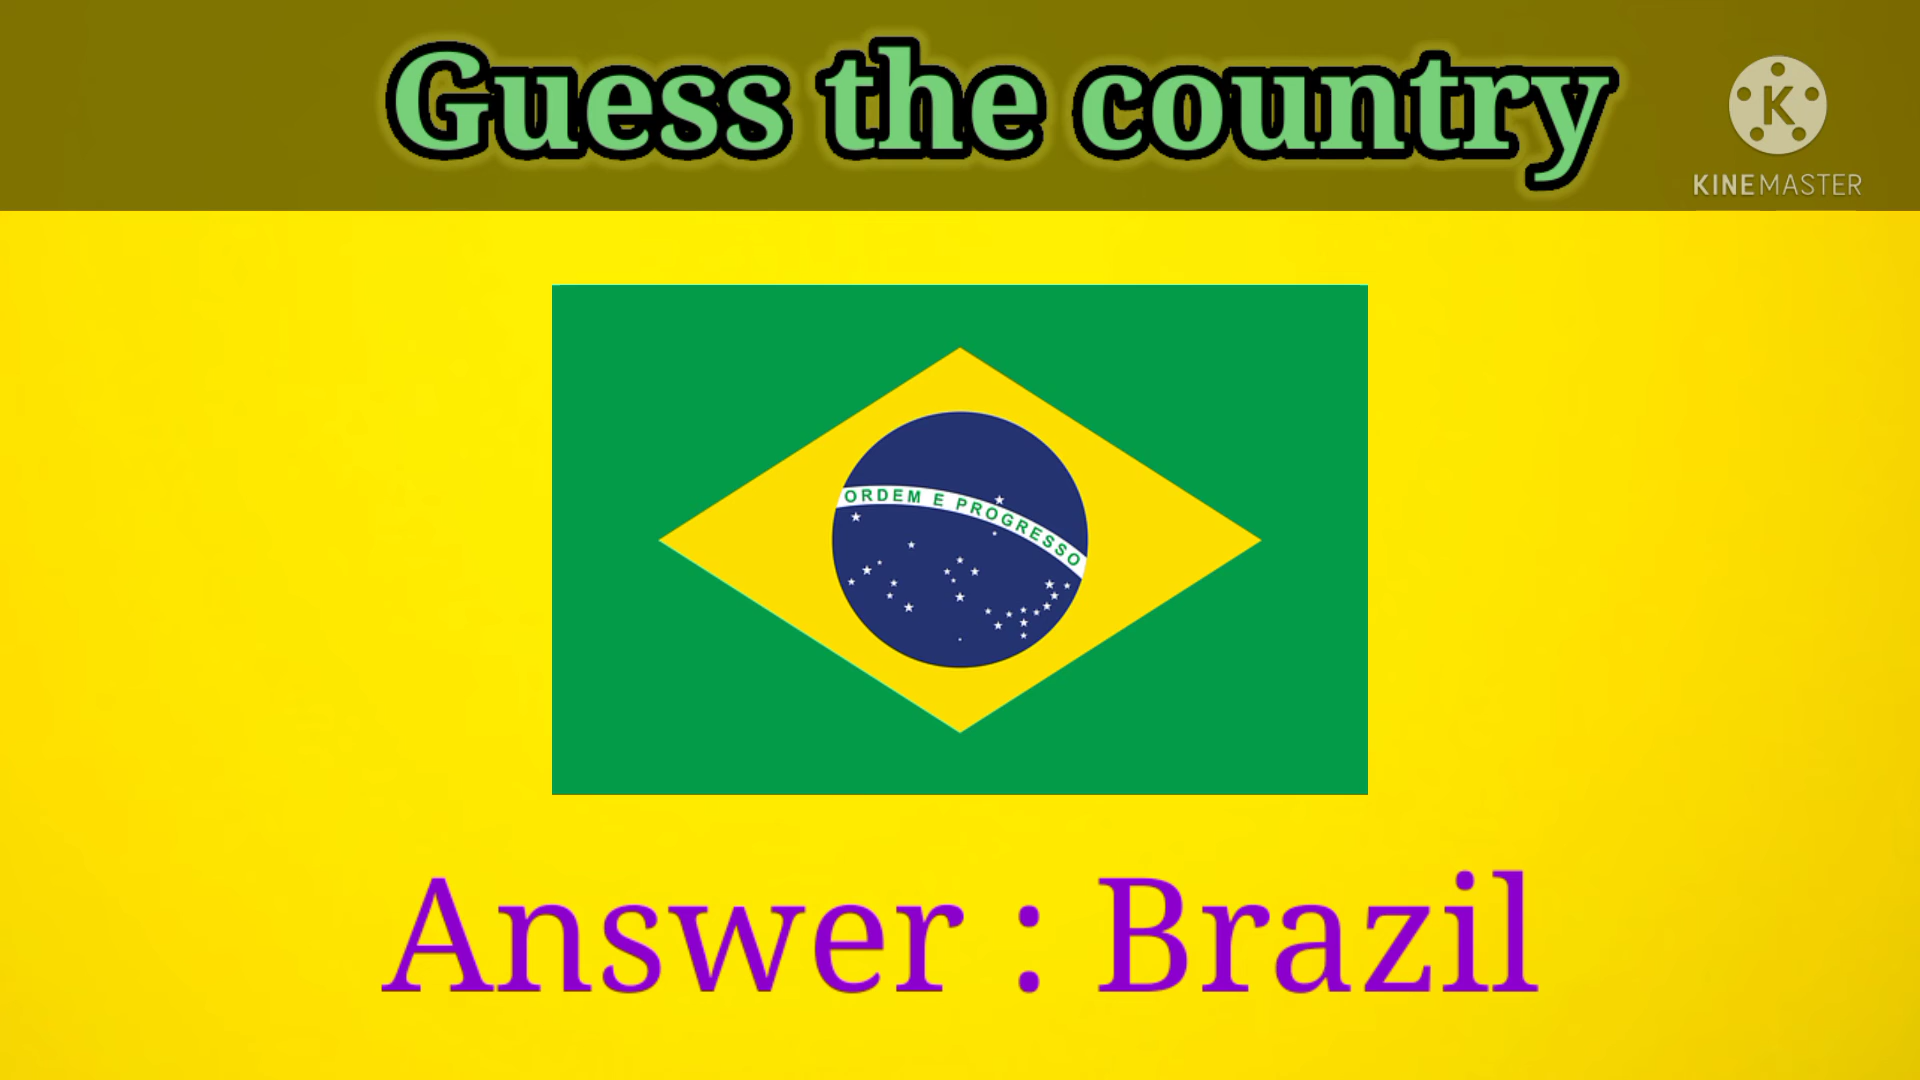 Guess the country
K
KINEMASTER
ORDEM E PROGRESSO
Answer : Brazil